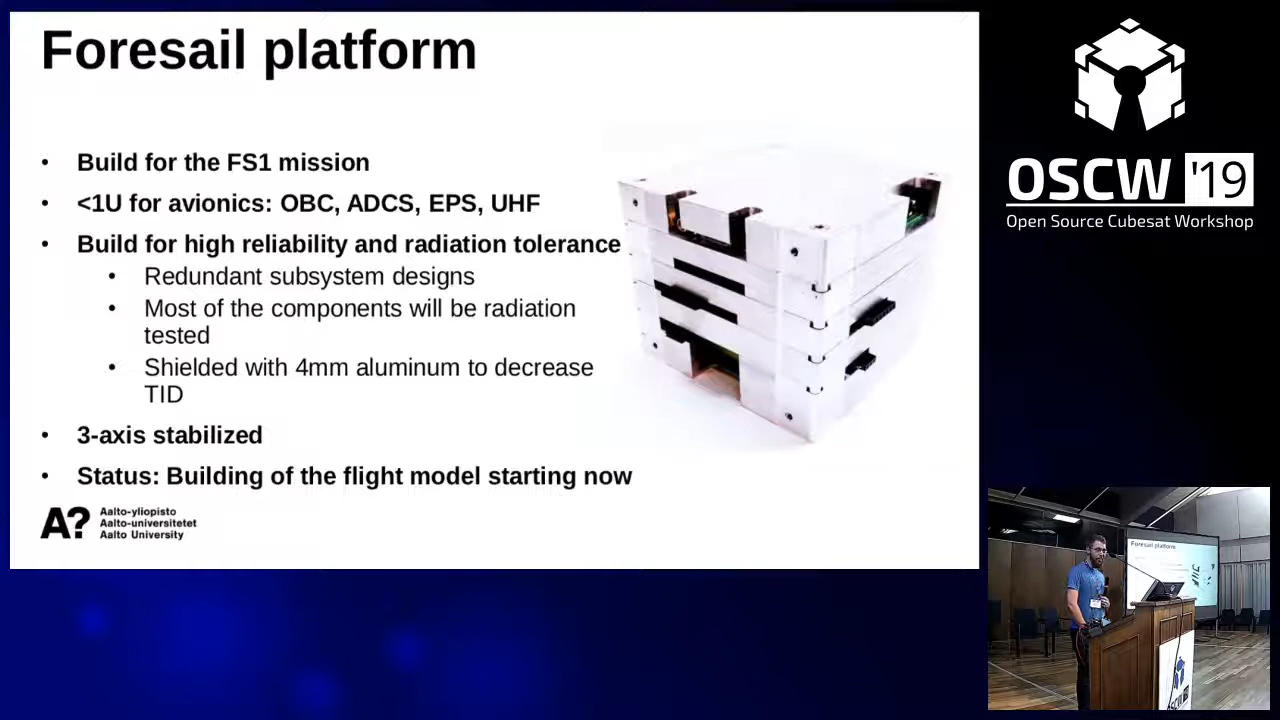 Foresail platform
• Build for the FS1 mission
• <1U for avionics: OBC, ADCS, EPS, UHF
• Build for high reliability and radiation tolerance
• Redundant subsystem designs
• Most of the components will be radiation
tested
• Shielded with 4mm aluminum to decrease
TID
• 3-axis stabilized
• Status: Building of the flight model starting now
A?
Aalto-yliopisto
Aalto-universitetet
Aalto University
OSCW '19
Open Source Cubesat Workshop
Foresail platform